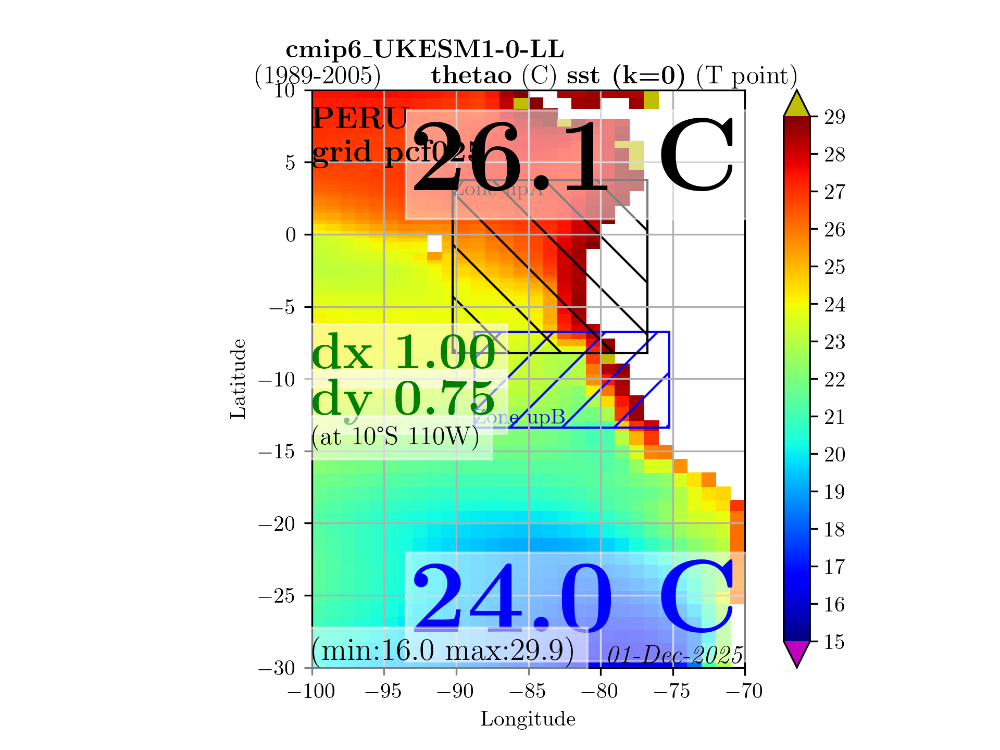 cmip6_UKESM1-0-LL
(1989-2005) thetao (C) sst (k=0) (T point)
PERU
grid pcf025
26.1 C
Zone upA
dx 1.00
dy 0.75
(at 10°S 110W)
Zone upB
24.0 C
(min:16.0 max:29.9)
01-Dec-2025
Latitude
10
5
0
−5
−10
−15
−20
−25
−30
−100 −95 −90 −85 −80 −75 −70
Longitude
29
28
27
26
25
24
23
22
21
20
19
18
17
16
15